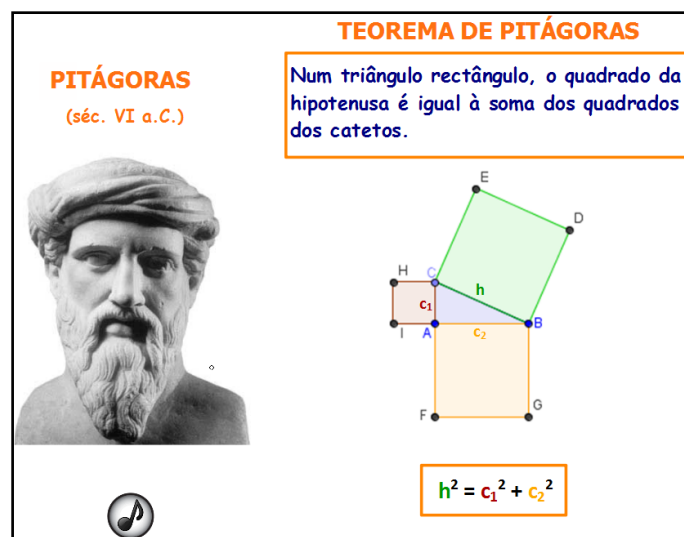 TEOREMA DE PITÁGORAS
PITÁGORAS
(séc. VI a.C.)
Num triângulo rectângulo, o quadrado da
hipotenusa é igual à soma dos quadrados
dos catetos.
E
D
H
C
h
c₁
I
A
c₂
B
F
G
h² = c₁² + c₂²